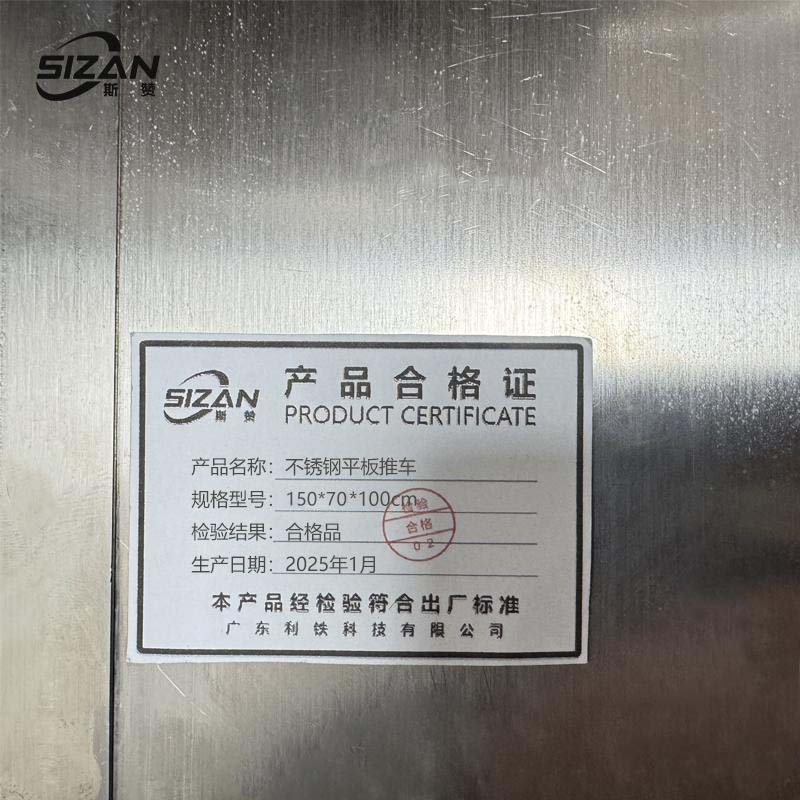 SIZAN
斯赞
SIZAN
斯赞
产品合格证
PRODUCT CERTIFICATE
产品名称: 不锈钢平板推车
规格型号: 150*70*100cm
检验结果: 合格品
生产日期: 2025年1月
检验
合格
02
本产品经检验符合出厂标准
广东利铁科技有限公司